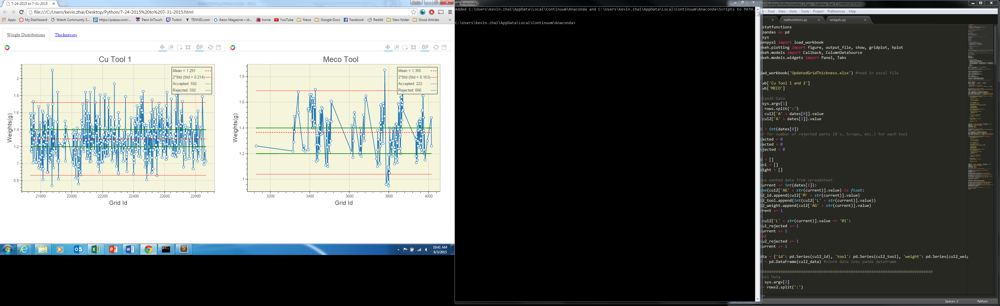 7-24-2015 to 7-31-2015
Kevin
file:///C:/Users/kevin.zhai/Desktop/Python/7-24-2015%20to%207-31-2015.html
Apps My Dashboard Watch Community S... https://piazza.com/... Penn InTouch Twitch TENNIS.com Aeon Magazine – id... home YouTube News Google Docs Facebook Reddit New folder Good Articles »
Weight Distributions Thicknesses
Cu Tool 1
Mean = 1.291
2*Std (Std = 0.214)
Accepted: 592
Rejected: 592
Weights(g)
2
1.8
1.6
1.4
1.2
1
0.8
21800 22000 22200 22400 22600 22800
Grid Id
Meco Tool
Mean = 1.365
2*Std (Std = 0.163)
Accepted: 222
Rejected: 666
Weights(g)
1.8
1.6
1.4
1.2
1
3200 3400 3600 3800 4000
Grid Id
10:41 AM
8/3/2015
Anaconda
Added C:\Users\kevin.zhai\AppData\Local\Continuum\Anaconda and C:\Users\kevin.zhai\AppData\Local\Continuum\Anaconda\Scripts to PATH.
C:\Users\kevin.zhai\AppData\Local\Continuum\Anaconda>
i\Desktop\Python\master_v3.py - Sublime Text 2 (UNREGISTERED)
Find View Goto Tools Project Preferences Help
statfunctions.py widgets.py
statfunctions
pandas as pd
sys
enpyxl import load_workbook
keh.plotting import figure, output_file, show, gridplot, hplot
keh.models import Callback, ColumnDataSource
keh.models.widgets import Panel, Tabs
ad_workbook('UpdatedGridThickness.xlsx') #read in excel file
wb['Cu Tool 1 and 2']
wb['MECO']
1and2 Data
sys.argv[1]
rows.split(':')
cu12['A' + dates[0]].value
cu12['A' + dates[1]].value
= int(dates[0])
r for number of rejected parts (X's, Scraps, etc.) for each tool
ected = 0
ected = 0
jected = 0
= []
ol = []
ight = []
ve wanted data from spreadsheet
urrent <= int(dates[1]):
pe(cu12['AG' + str(current)].value) is float:
2_id.append(cu12['M' + str(current)].value)
2_tool.append(int(cu12['L' + str(current)].value))
2_weight.append(cu12['AG' + str(current)].value)
rent += 1
cu12['L' + str(current)].value == '01':
u1_rejected += 1
urrent += 1
e:
u2_rejected += 1
urrent += 1
ta = {'id': pd.Series(cu12_id), 'tool': pd.Series(cu12_tool), 'weight': pd.Series(cu12_weig
= pd.DataFrame(cu12_data) #store data into panda dataframe
ool Data
sys.argv[2]
= rows2.split(':')
Spaces: 2 Python